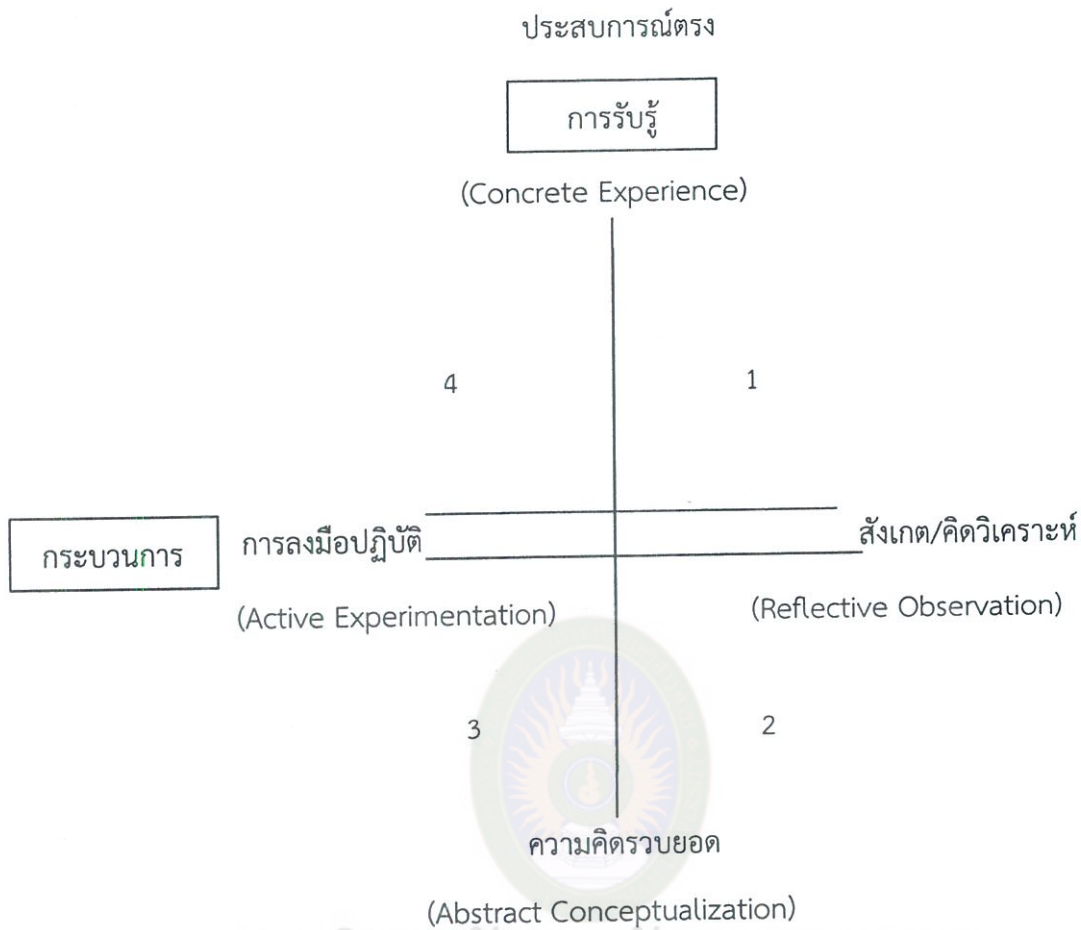 ประสบการณ์ตรง
การรับรู้
(Concrete Experience)
4 1
กระบวนการ การลงมือปฏิบัติ สังเกต/คิดวิเคราะห์
(Active Experimentation) (Reflective Observation)
3 2
ความคิดรวบยอด
(Abstract Conceptualization)